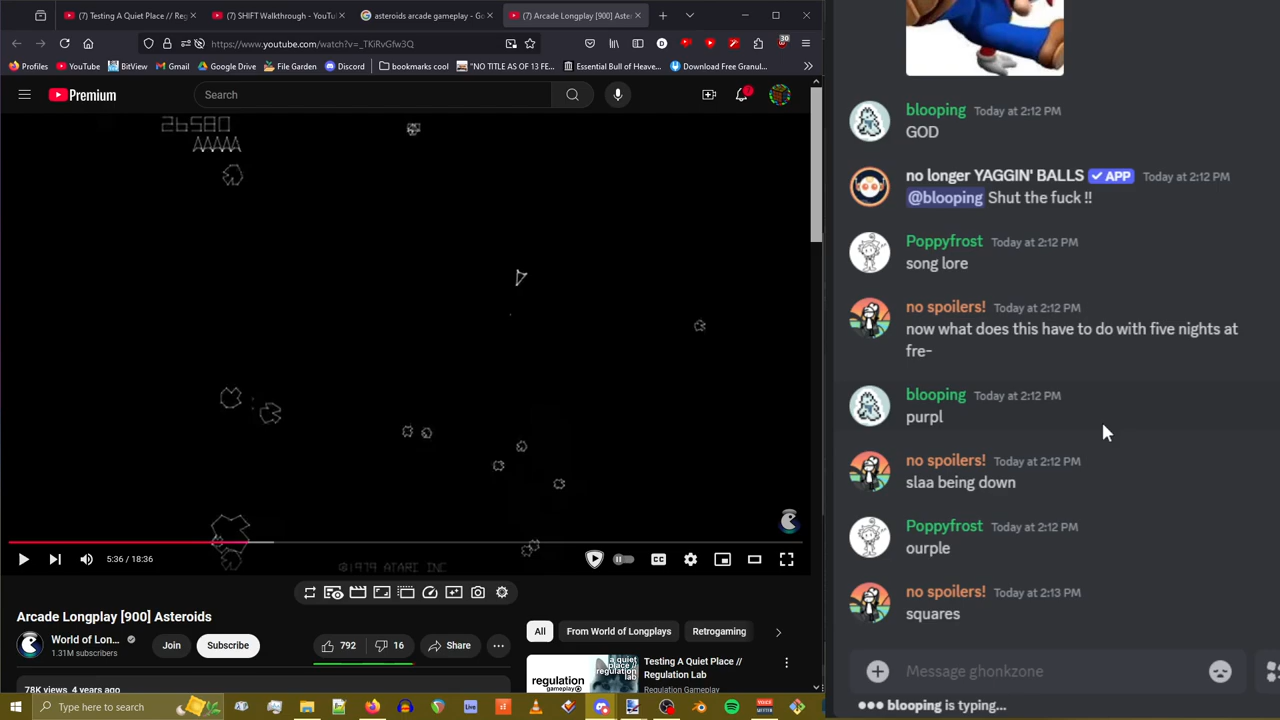 (7) Testing A Quiet Place // Reg
(7) SHIFT Walkthrough - YouTu
asteroids arcade gameplay - Go
(7) Arcade Longplay [900] Aster
https://www.youtube.com/watch?v=_TKiRvGfw3Q
30
Profiles
YouTube
BitView
Gmail
Google Drive
File Garden
Discord
bookmarks cool
"NO TITLE AS OF 13 FE...
Essential Bull of Heave...
Download Free Granul...
Premium
Search
26580
5:36 / 18:36
CC
©1979 ATARI INC
Arcade Longplay [900] Asteroids
World of Lon...
1.31M subscribers
Join
Subscribe
792
16
Share
78K views 4 years ago
All
From World of Longplays
Retrogaming
a quiet place //
regulation lab
regulation
gameplay
Testing A Quiet Place //
Regulation Lab
Regulation Gameplay
Type here to search
blooping Today at 2:12 PM
GOD
no longer YAGGIN' BALLS APP Today at 2:12 PM
@blooping Shut the fuck !!
Poppyfrost Today at 2:12 PM
song lore
no spoilers! Today at 2:12 PM
now what does this have to do with five nights at
fre-
blooping Today at 2:12 PM
purpl
no spoilers! Today at 2:12 PM
slaa being down
Poppyfrost Today at 2:12 PM
ourple
no spoilers! Today at 2:13 PM
squares
Message ghonkzone
blooping is typing...